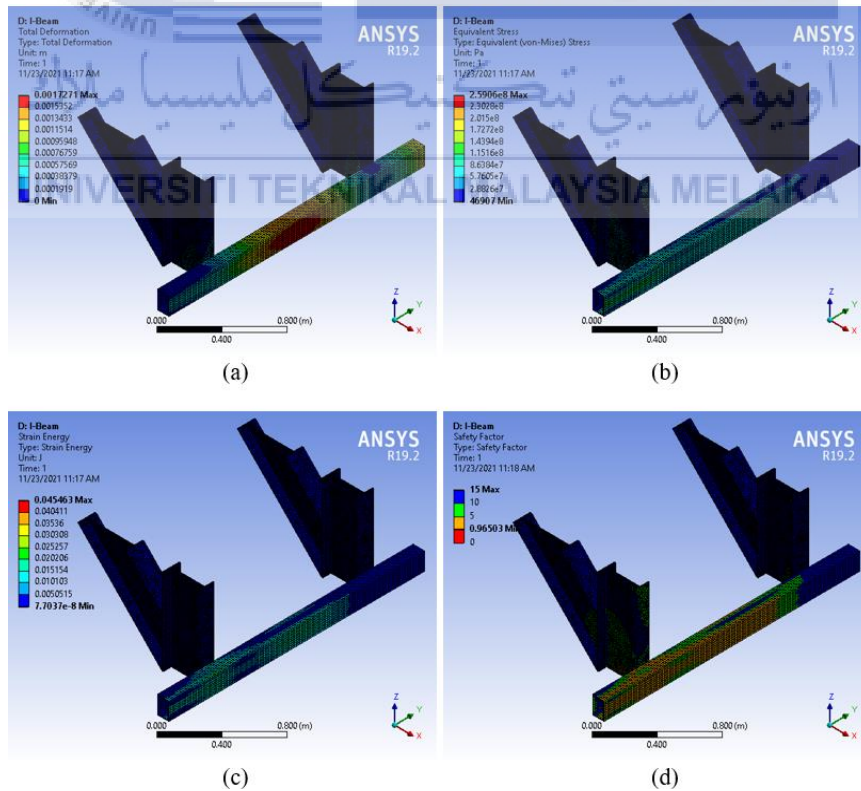 UNIVE
اونيۏرسيتي تيكنيكل مليسيا ملاك
UNIVERSITI TEKNIKAL MALAYSIA MELAKA
D: I-Beam
Total Deformation
Type: Total Deformation
Unit: m
Time: 1
11/23/2021 11:17 AM
0.0017271 Max
0.0015352
0.0013433
0.0011514
0.00095948
0.00076759
0.00057569
0.00038379
0.0001919
0 Min
ANSYS
R19.2
0.000
0.800 (m)
0.400
Z
Y
X
(a)
D: I-Beam
Equivalent Stress
Type: Equivalent (von-Mises) Stress
Unit: Pa
Time: 1
11/23/2021 11:17 AM
2.5906e8 Max
2.3028e8
2.015e8
1.7272e8
1.4394e8
1.1516e8
8.6384e7
5.7605e7
2.8826e7
46907 Min
ANSYS
R19.2
0.000
0.800 (m)
0.400
Z
Y
X
(b)
D: I-Beam
Strain Energy
Type: Strain Energy
Unit: J
Time: 1
11/23/2021 11:17 AM
0.045463 Max
0.040411
0.03536
0.030308
0.025257
0.020206
0.015154
0.010103
0.0050515
7.7037e-8 Min
ANSYS
R19.2
0.000
0.800 (m)
0.400
Z
Y
X
(c)
D: I-Beam
Safety Factor
Type: Safety Factor
Time: 1
11/23/2021 11:18 AM
15 Max
10
5
0.96503 Min
0
ANSYS
R19.2
0.000
0.800 (m)
0.400
Z
Y
X
(d)